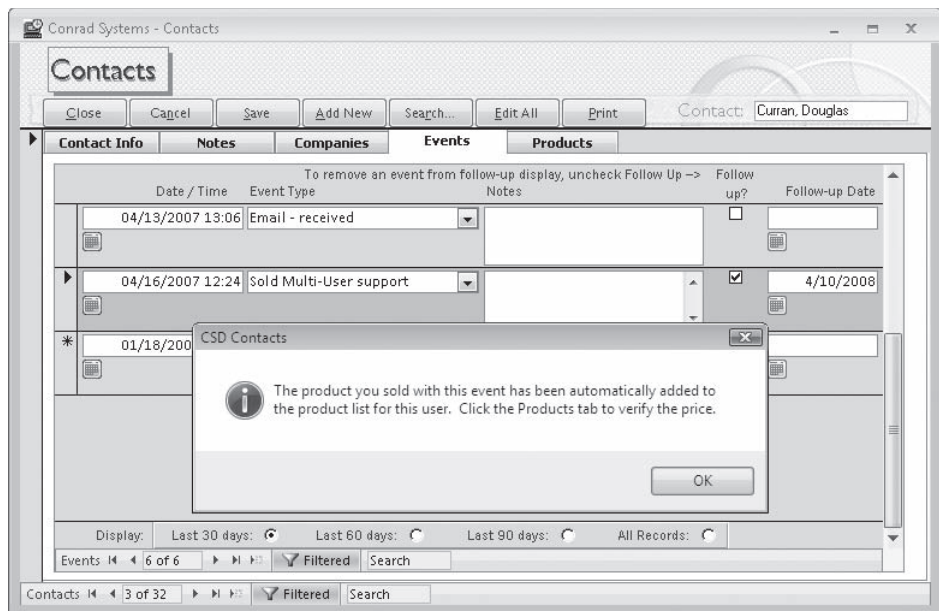 Conrad Systems - Contacts
Contacts
Close Cancel Save Add New Search... Edit All Print Contact: Curran, Douglas
Contact Info Notes Companies Events Products
To remove an event from follow-up display, uncheck Follow Up -> Follow
Date / Time Event Type Notes up? Follow-up Date
04/13/2007 13:06 Email - received
04/16/2007 12:24 Sold Multi-User support 4/10/2008
01/18/200
CSD Contacts
The product you sold with this event has been automatically added to
the product list for this user. Click the Products tab to verify the price.
OK
Display: Last 30 days: Last 60 days: Last 90 days: All Records:
Events 6 of 6 Filtered Search
Contacts 3 of 32 Filtered Search